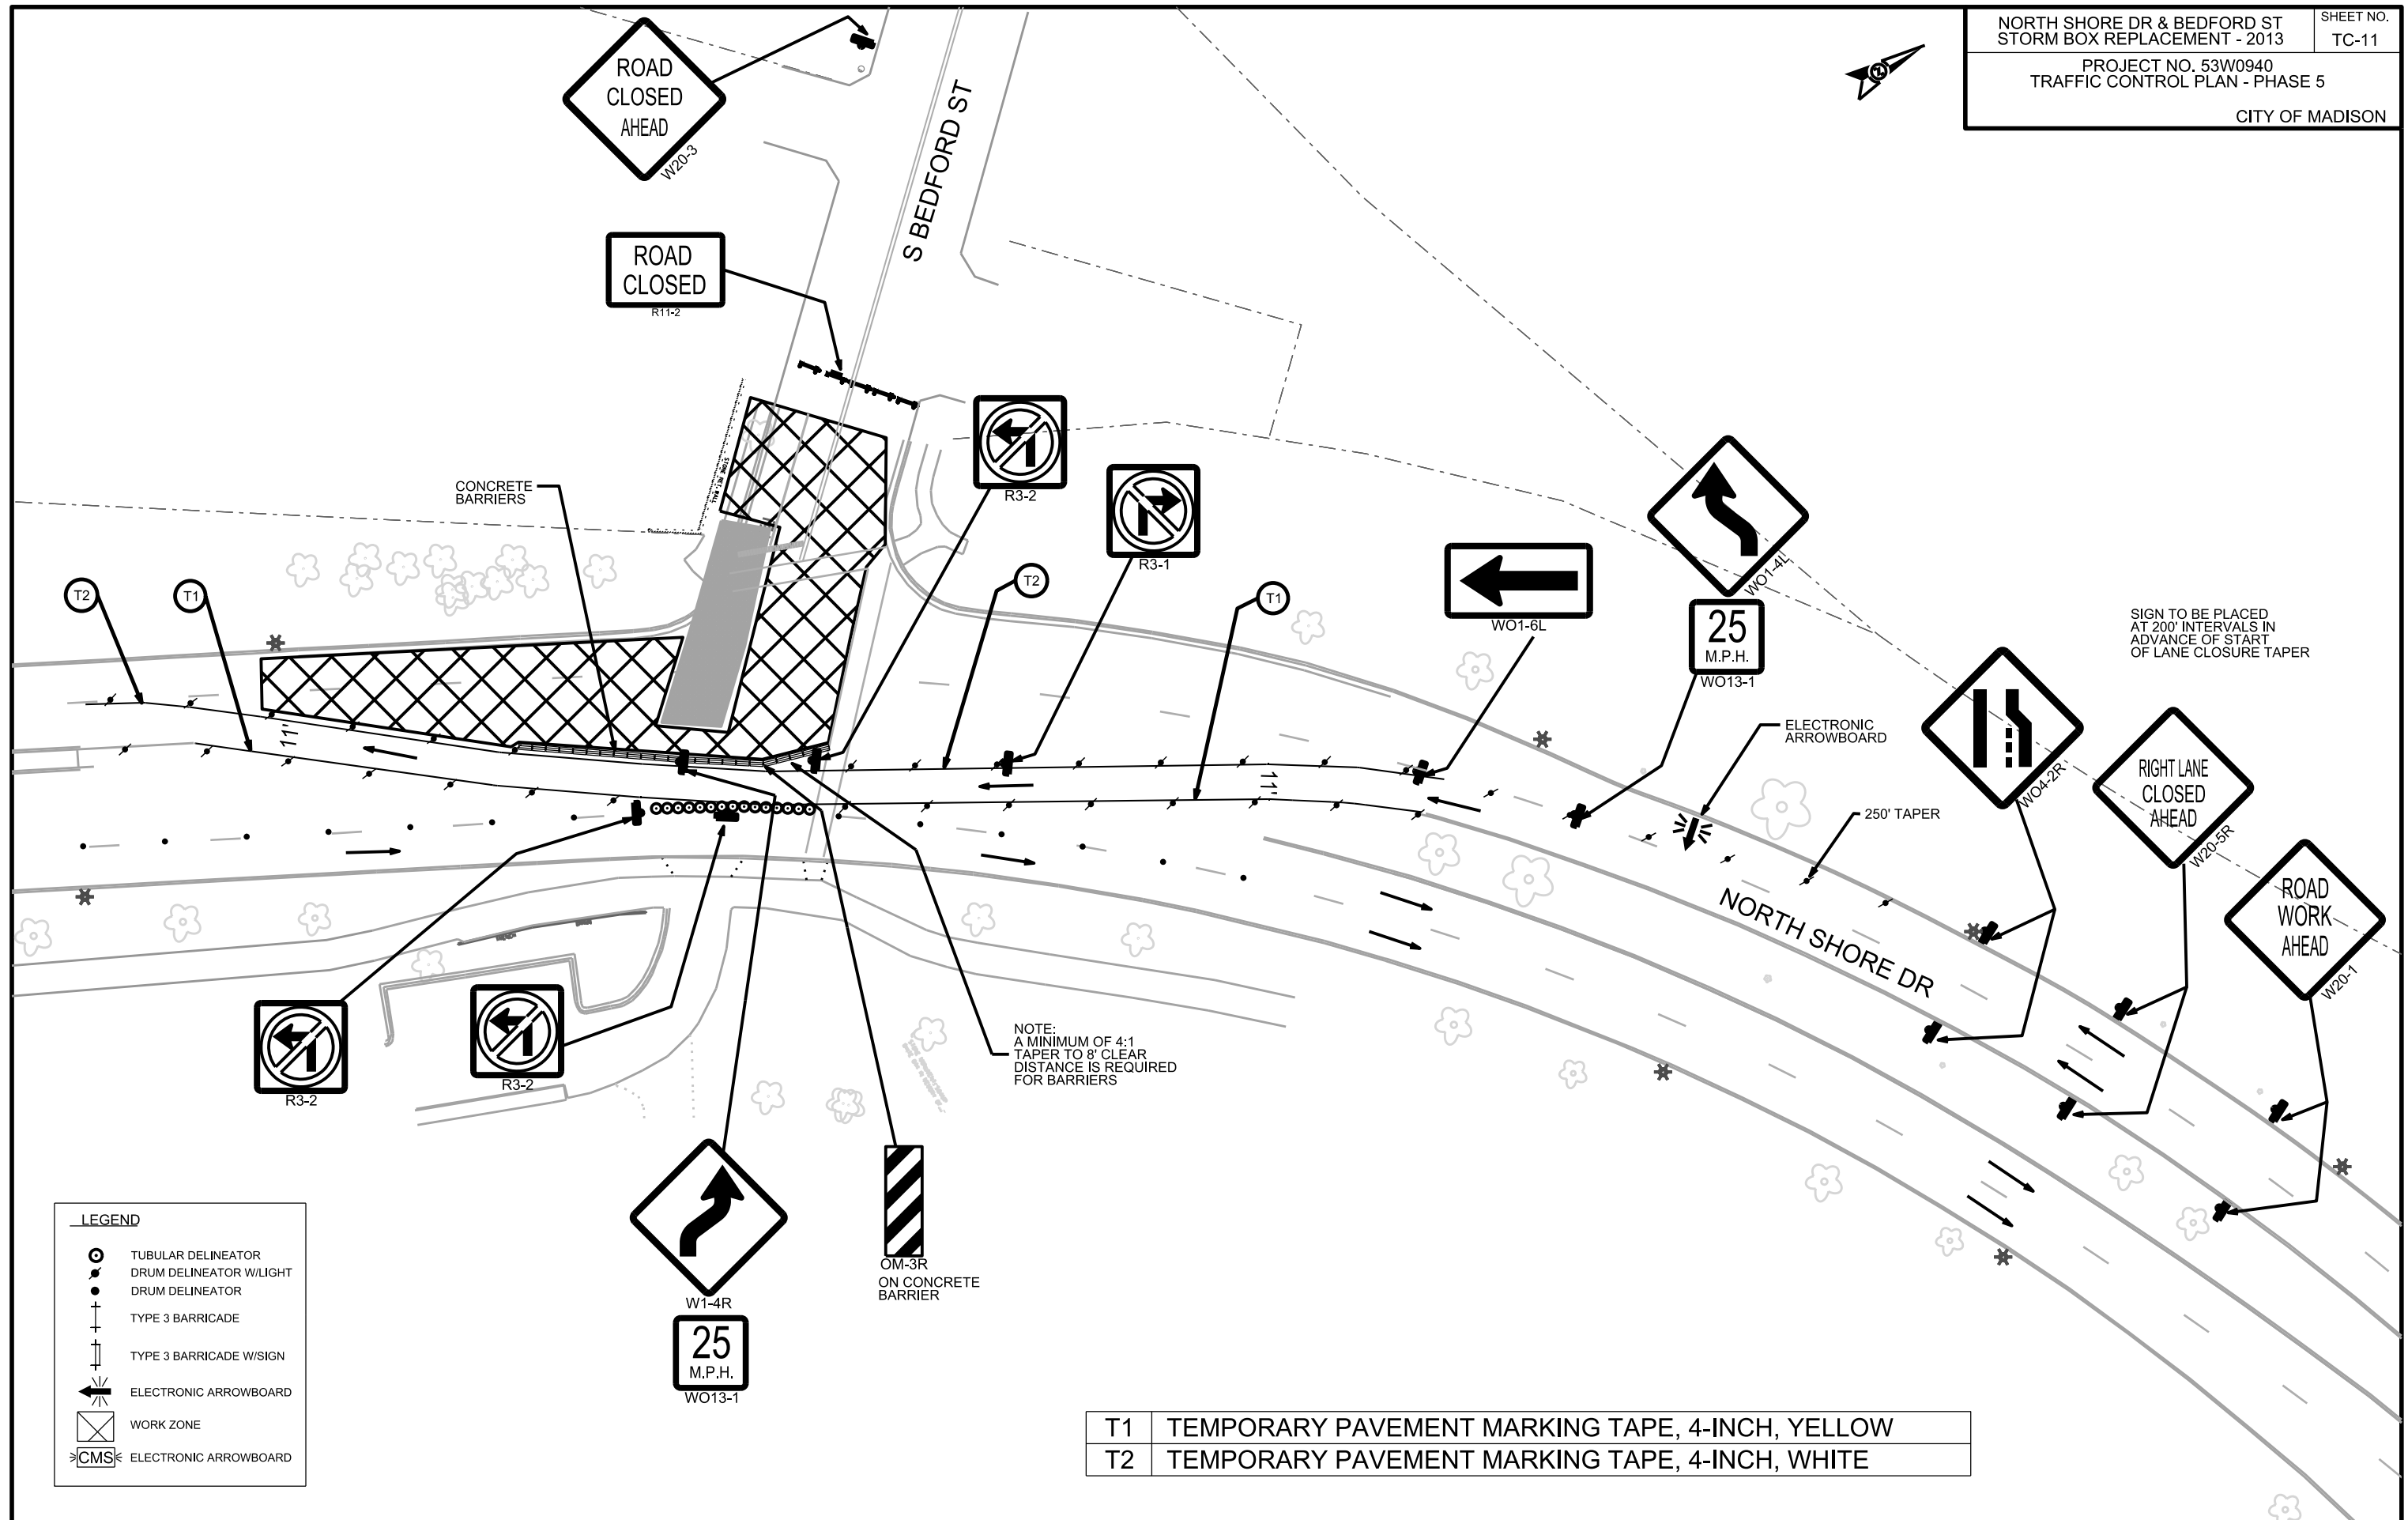 NORTH SHORE DR & BEDFORD ST
STORM BOX REPLACEMENT - 2013
SHEET NO.
TC-11
PROJECT NO. 53W0940
TRAFFIC CONTROL PLAN - PHASE 5
CITY OF MADISON
ROAD
CLOSED
AHEAD
W20-3
S BEDFORD ST
ROAD
CLOSED
R11-2
CONCRETE
BARRIERS
R3-2
R3-1
T2
T1
T2
T1
11'
11'
WO1-6L
WO1-4L
25
M.P.H.
WO13-1
SIGN TO BE PLACED
AT 200' INTERVALS IN
ADVANCE OF START
OF LANE CLOSURE TAPER
ELECTRONIC
ARROWBOARD
WO4-2R
250' TAPER
RIGHT LANE
CLOSED
AHEAD
W20-5R
ROAD
WORK
AHEAD
W20-1
NORTH SHORE DR
R3-2
R3-2
NOTE:
A MINIMUM OF 4:1
TAPER TO 8' CLEAR
DISTANCE IS REQUIRED
FOR BARRIERS
W1-4R
25
M.P.H.
WO13-1
OM-3R
ON CONCRETE
BARRIER
LEGEND
TUBULAR DELINEATOR
DRUM DELINEATOR W/LIGHT
DRUM DELINEATOR
TYPE 3 BARRICADE
TYPE 3 BARRICADE W/SIGN
ELECTRONIC ARROWBOARD
WORK ZONE
CMS ELECTRONIC ARROWBOARD
T1 TEMPORARY PAVEMENT MARKING TAPE, 4-INCH, YELLOW
T2 TEMPORARY PAVEMENT MARKING TAPE, 4-INCH, WHITE